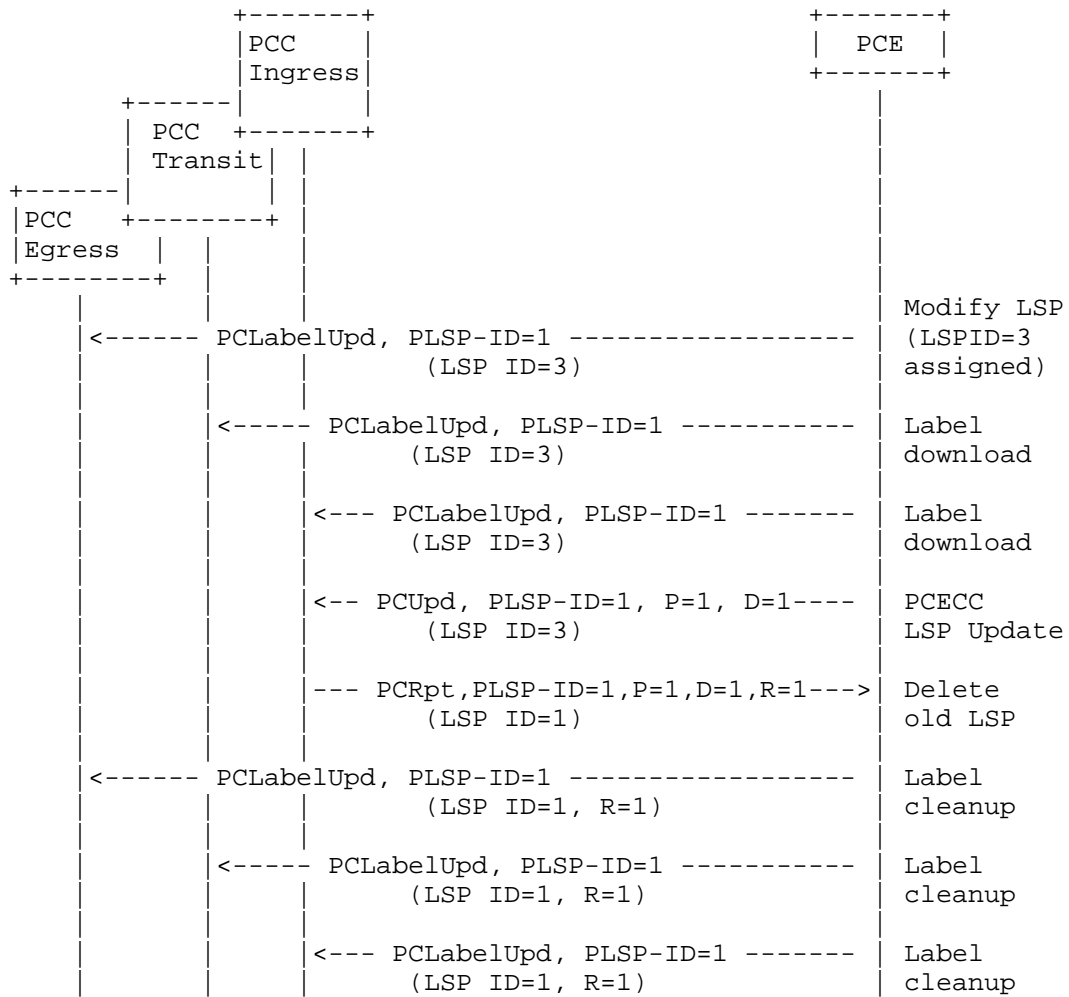 PCC
Ingress
PCE
PCC
Transit
PCC
Egress
Modify LSP
<------ PCLabelUpd, PLSP-ID=1 ------------------ (LSPID=3
(LSP ID=3) assigned)
<----- PCLabelUpd, PLSP-ID=1 ----------- Label
(LSP ID=3) download
<--- PCLabelUpd, PLSP-ID=1 ------- Label
(LSP ID=3) download
<-- PCUpd, PLSP-ID=1, P=1, D=1---- PCECC
(LSP ID=3) LSP Update
--- PCRpt,PLSP-ID=1,P=1,D=1,R=1---> Delete
(LSP ID=1) old LSP
<------ PCLabelUpd, PLSP-ID=1 ------------------ Label
(LSP ID=1, R=1) cleanup
<----- PCLabelUpd, PLSP-ID=1 ----------- Label
(LSP ID=1, R=1) cleanup
<--- PCLabelUpd, PLSP-ID=1 ------- Label
(LSP ID=1, R=1) cleanup